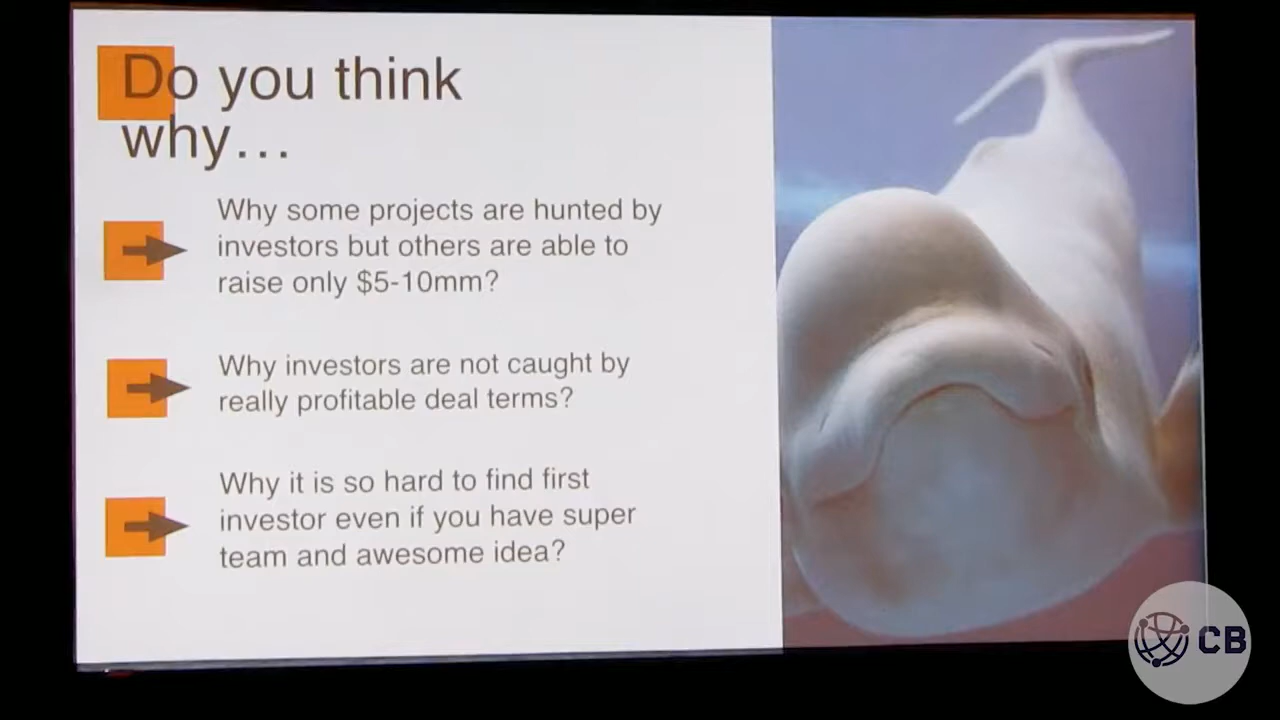 Do you think
why…
Why some projects are hunted by
investors but others are able to
raise only $5-10mm?
Why investors are not caught by
really profitable deal terms?
Why it is so hard to find first
investor even if you have super
team and awesome idea?
CB